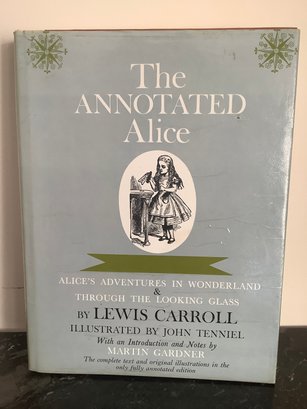 The
ANNOTATED
Alice
ALICE'S ADVENTURES IN WONDERLAND
&
THROUGH THE LOOKING GLASS
BY LEWIS CARROLL
ILLUSTRATED BY JOHN TENNIEL
With an Introduction and Notes by
MARTIN GARDNER
The complete text and original illustrations in the
only fully annotated edition